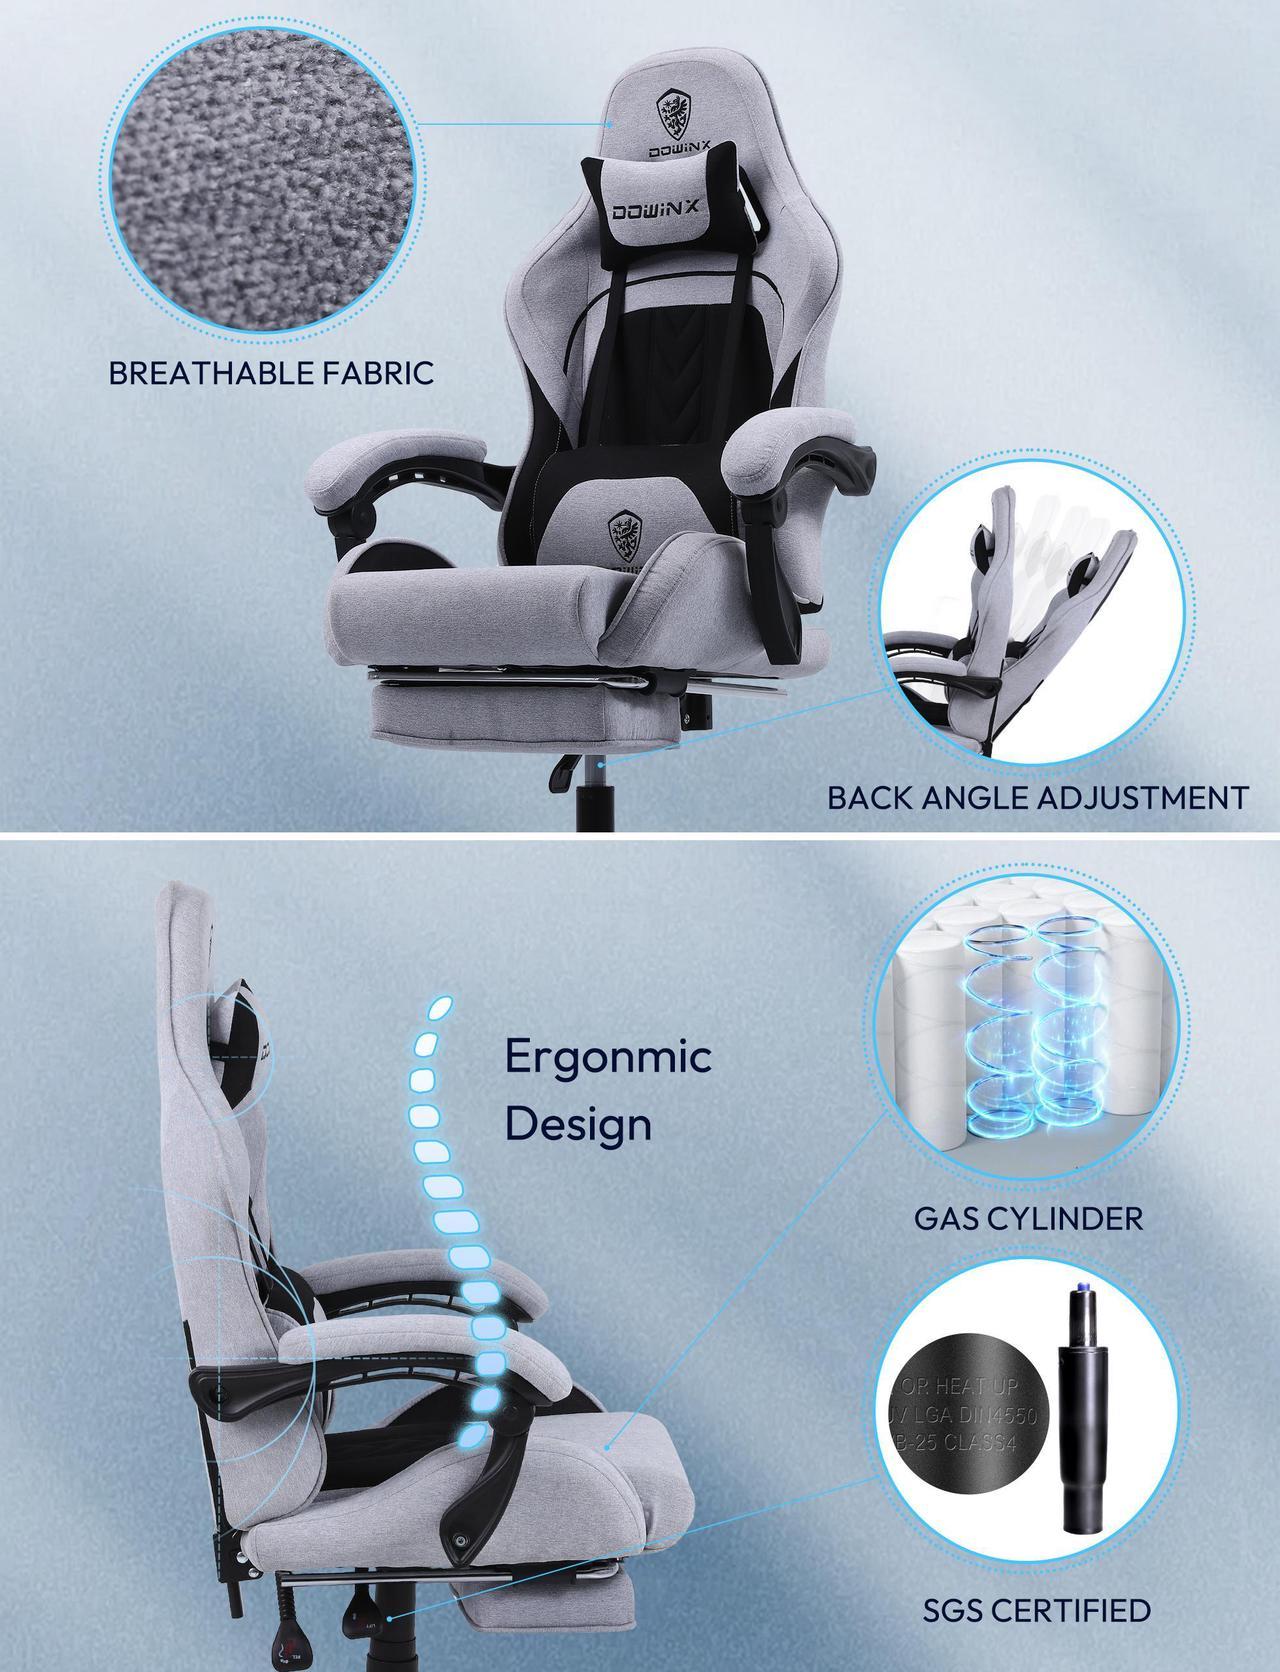 DOWINX
DOWINX
BREATHABLE FABRIC
BACK ANGLE ADJUSTMENT
Ergonmic
Design
GAS CYLINDER
OR HEAT UP
LGA DIN4550
B-25 CLASS4
SGS CERTIFIED
LIFT